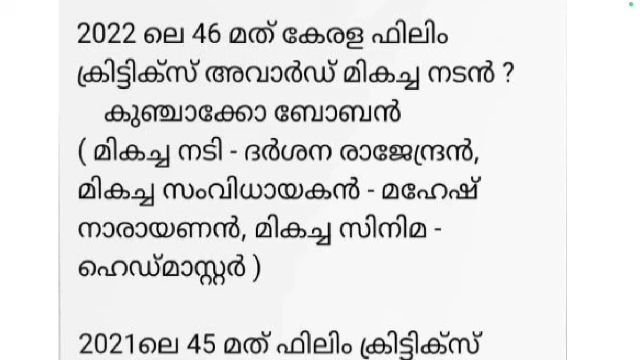 2022 ലെ 46 മത് കേരള ഫിലിം
ക്രിട്ടിക്സ് അവാർഡ് മികച്ച നടൻ ?
കുഞ്ചാക്കോ ബോബൻ
( മികച്ച നടി - ദർശന രാജേന്ദ്രൻ,
മികച്ച സംവിധായകൻ - മഹേഷ്
നാരായണൻ, മികച്ച സിനിമ -
ഹെഡ്മാസ്റ്റർ )
2021ലെ 45 മത് ഫിലിം ക്രിട്ടിക്സ്